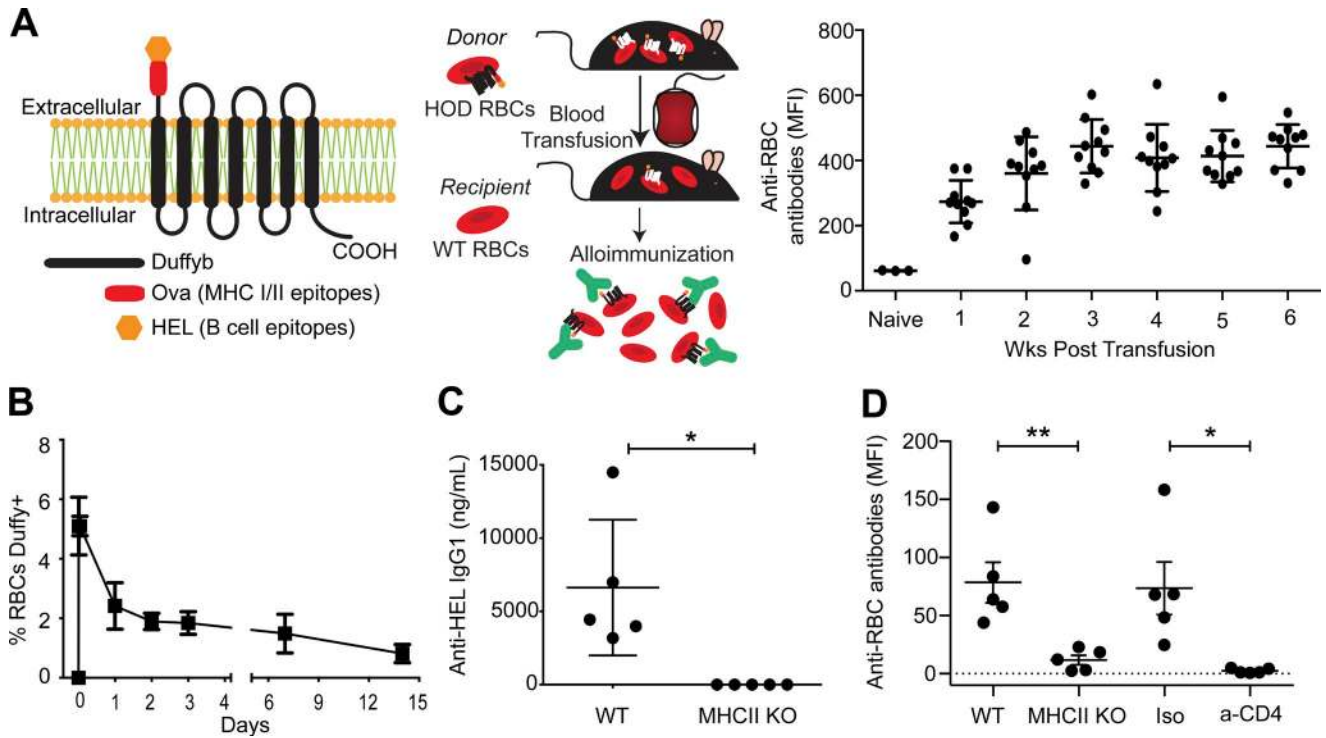 A
Extracellular
Intracellular
COOH
Duffyb
Ova (MHC I/II epitopes)
HEL (B cell epitopes)
Donor
HOD RBCs
Blood
Transfusion
Recipient
WT RBCs
Alloimmunization
Anti-RBC
antibodies (MFI)
800
600
400
200
0
Naive 1 2 3 4 5 6
Wks Post Transfusion
B
% RBCs Duffy+
8
6
4
2
0
0 1 2 3 4 6 9 12 15
Days
C
*
Anti-HEL IgG1 (ng/mL)
15000
10000
5000
0
WT MHCII KO
D
** *
Anti-RBC antibodies (MFI)
200
150
100
50
0
WT MHCII KO Iso a-CD4